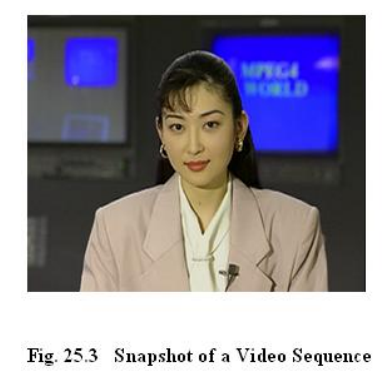 MPEG4
WORLD
Fig. 25.3 Snapshot of a Video Sequence